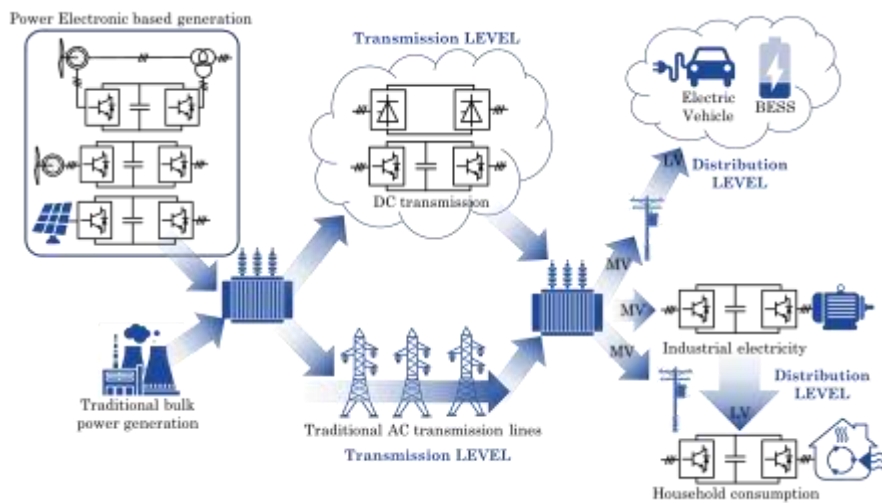 Power Electronic based generation
Transmission LEVEL
DC transmission
Electric
Vehicle
BESS
LV
Distribution
LEVEL
MV
MV
MV
Industrial electricity
Distribution
LEVEL
LV
Household consumption
Traditional bulk
power generation
Traditional AC transmission lines
Transmission LEVEL